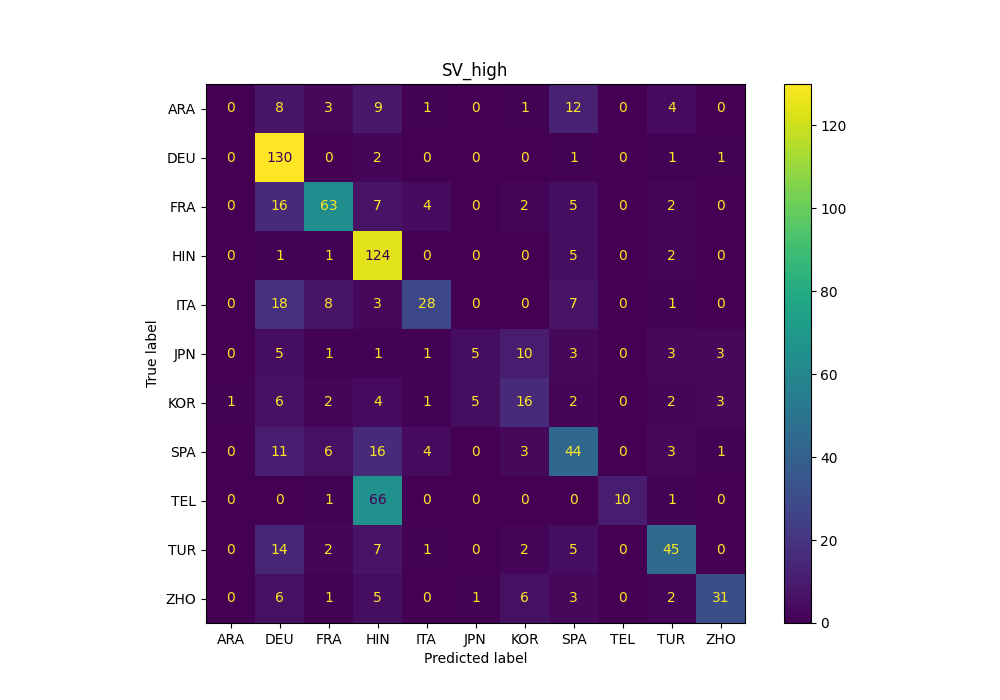 SV_high
True label
ARA 0 8 3 9 1 0 1 12 0 4 0
DEU 0 130 0 2 0 0 0 1 0 1 1
FRA 0 16 63 7 4 0 2 5 0 2 0
HIN 0 1 1 124 0 0 0 5 0 2 0
ITA 0 18 8 3 28 0 0 7 0 1 0
JPN 0 5 1 1 1 5 10 3 0 3 3
KOR 1 6 2 4 1 5 16 2 0 2 3
SPA 0 11 6 16 4 0 3 44 0 3 1
TEL 0 0 1 66 0 0 0 0 10 1 0
TUR 0 14 2 7 1 0 2 5 0 45 0
ZHO 0 6 1 5 0 1 6 3 0 2 31
ARA DEU FRA HIN ITA JPN KOR SPA TEL TUR ZHO
Predicted label
120
100
80
60
40
20
0